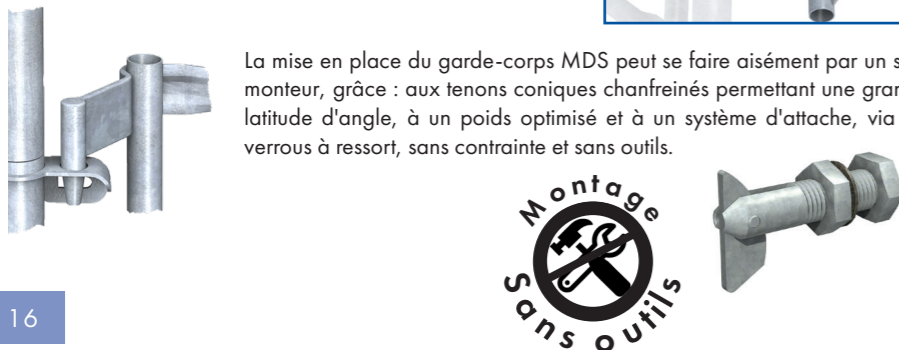 La mise en place du garde-corps MDS peut se faire aisément par un
monteur, grâce : aux tenons coniques chanfreinés permettant une
latitude d'angle, à un poids optimisé et à un système d'attache, via
verrous à ressort, sans contrainte et sans outils.
Montage
Sans outils
16